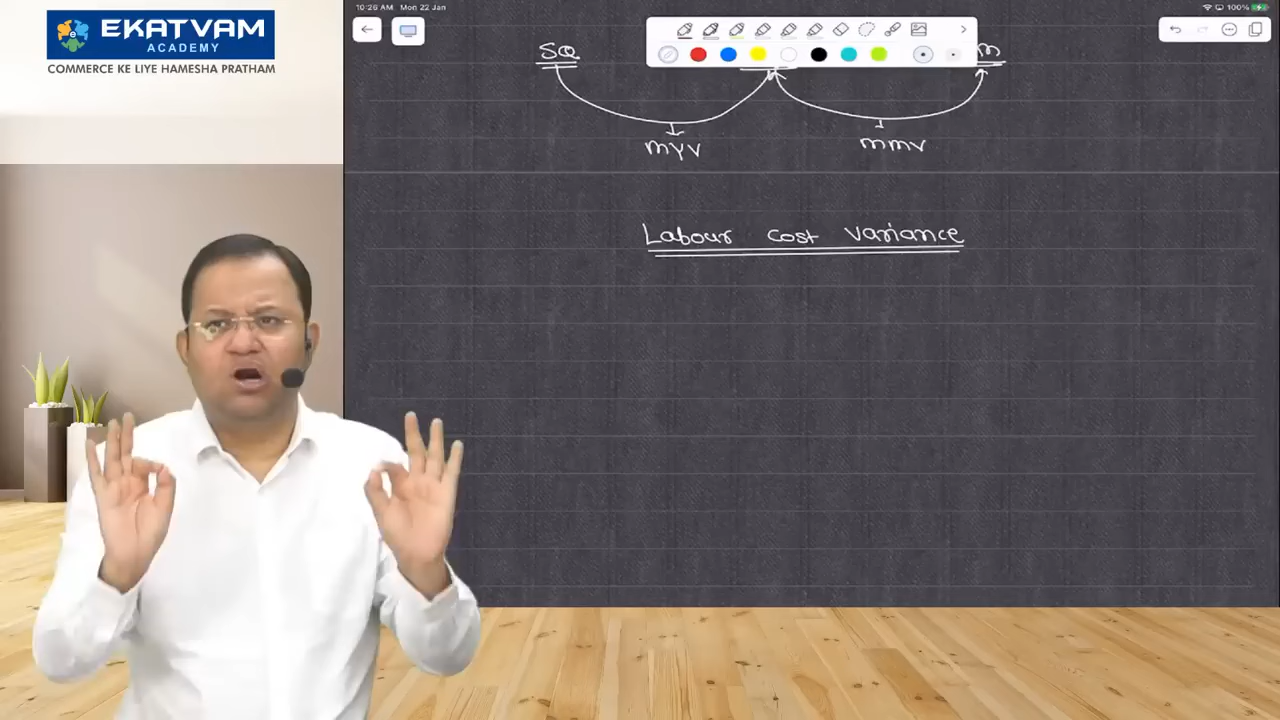 EKATVAM
ACADEMY
COMMERCE KE LIYE HAMESHA PRATHAM
10:26 AM Mon 22 Jan
100%
SQ
m
myv
mmv
Labour cost variance